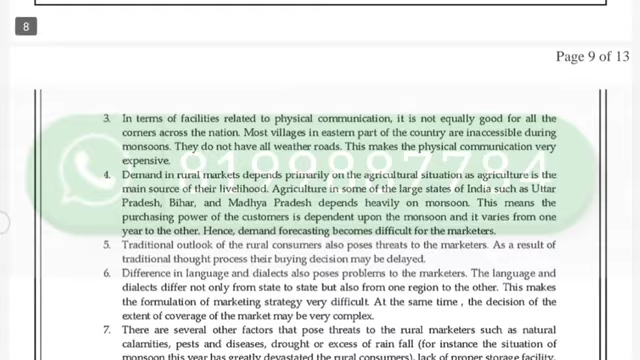 8
Page 9 of 13
3. In terms of facilities related to physical communication, it is not equally good for all the
corners across the nation. Most villages in eastern part of the country are inaccessible during
monsoons. They do not have all weather roads. This makes the physical communication very
expensive.
4. Demand in rural markets depends primarily on the agricultural situation as agriculture is the
main source of their livelihood. Agriculture in some of the large states of India such as Uttar
Pradesh, Bihar, and Madhya Pradesh depends heavily on monsoon. This means the
purchasing power of the customers is dependent upon the monsoon and it varies from one
year to the other. Hence, demand forecasting becomes difficult for the marketers.
5. Traditional outlook of the rural consumers also poses threats to the marketers. As a result of
traditional thought process their buying decision may be delayed.
6. Difference in language and dialects also poses problems to the marketers. The language and
dialects differ not only from state to state but also from one region to the other. This makes
the formulation of marketing strategy very difficult. At the same time , the decision of the
extent of coverage of the market may be very complex.
7. There are several other factors that pose threats to the rural marketers such as natural
calamities, pests and diseases, drought or excess of rain fall (for instance the situation of
monsoon this year has greatly devastated the rural consumers), lack of proper storage facility,